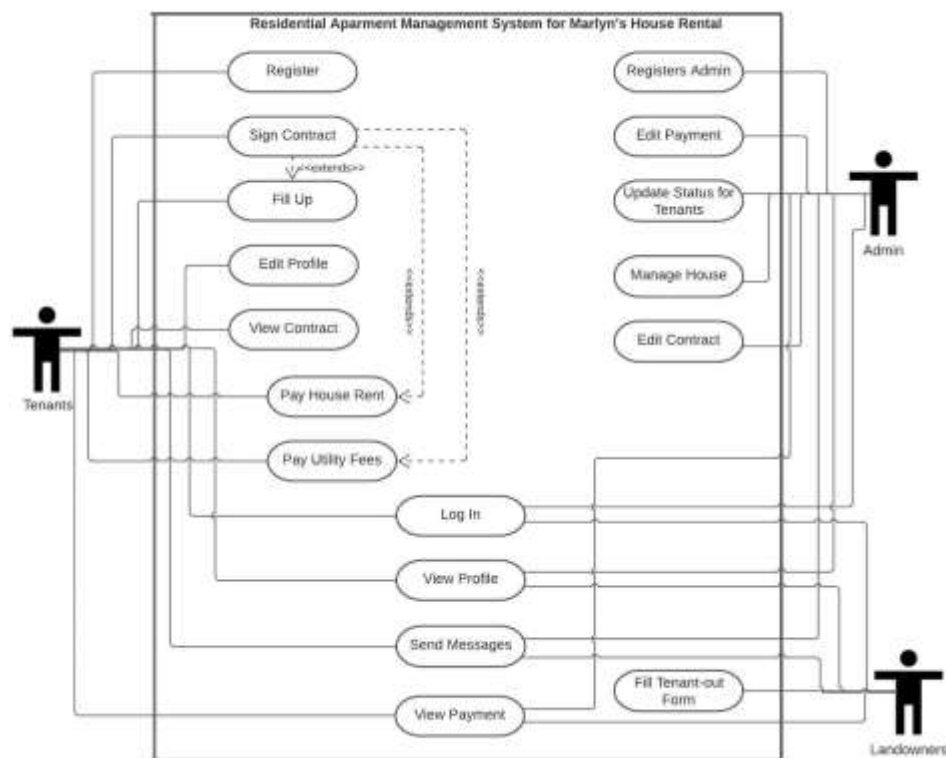 Residential Aparment Management System for Marlyn's House Rental
Register
Registers Admin
Sign Contract
Edit Payment
<<extends>>
Fill Up
Update Status for
Tenants
Admin
Edit Profile
Manage House
<<extends>>
<<extends>>
View Contract
Edit Contract
Tenants
Pay House Rent
Pay Utility Fees
Log In
View Profile
Send Messages
Fill Tenant-out
Form
View Payment
Landowners